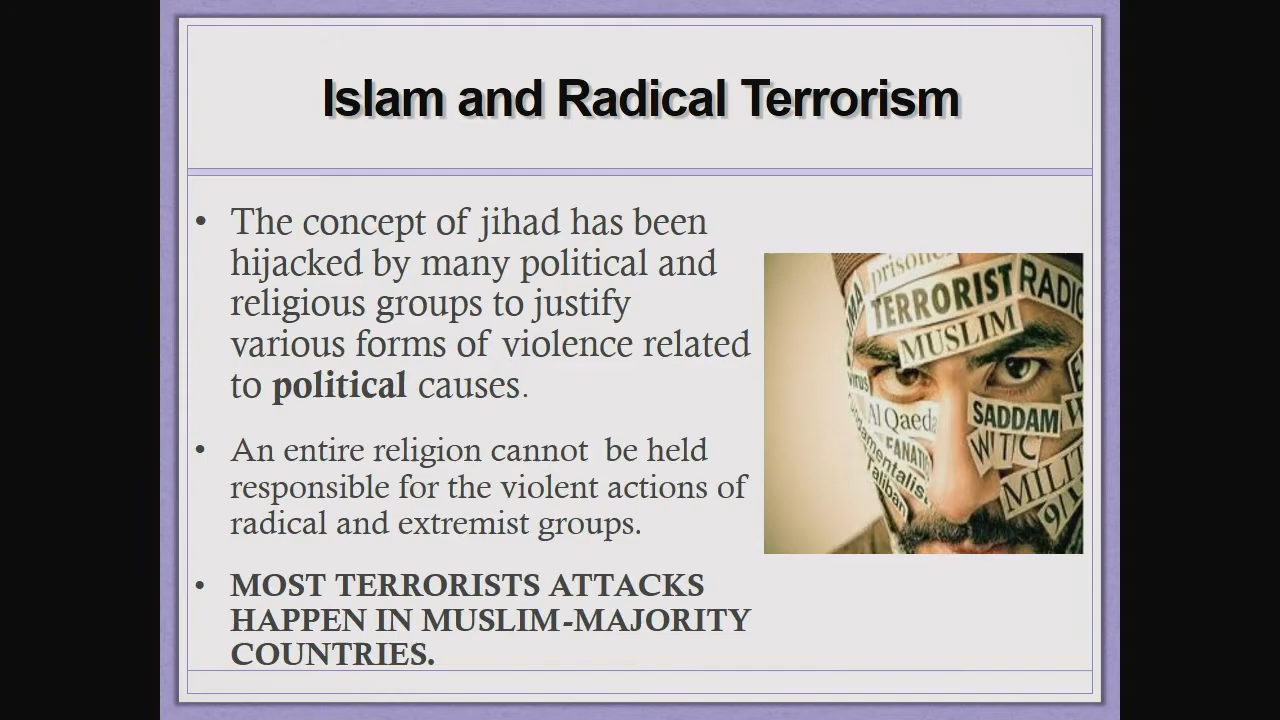 Islam and Radical Terrorism
• The concept of jihad has been
hijacked by many political and
religious groups to justify
various forms of violence related
to political causes.
• An entire religion cannot be held
responsible for the violent actions of
radical and extremist groups.
• MOST TERRORISTS ATTACKS
HAPPEN IN MUSLIM-MAJORITY
COUNTRIES.
TERRORIST
MUSLIM
virus
Al Qaeda
SADDAM
WTC
Taliban